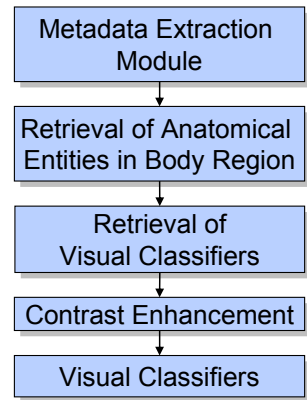 Metadata Extraction
Module
Retrieval of Anatomical
Entities in Body Region
Retrieval of
Visual Classifiers
Contrast Enhancement
Visual Classifiers